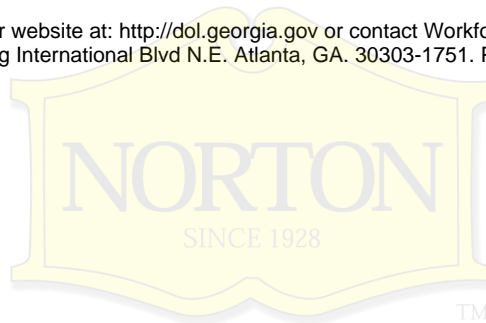 r website at: http://dol.georgia.gov or contact Workfo
g International Blvd N.E. Atlanta, GA. 30303-1751. F
NORTON
SINCE 1928
TM